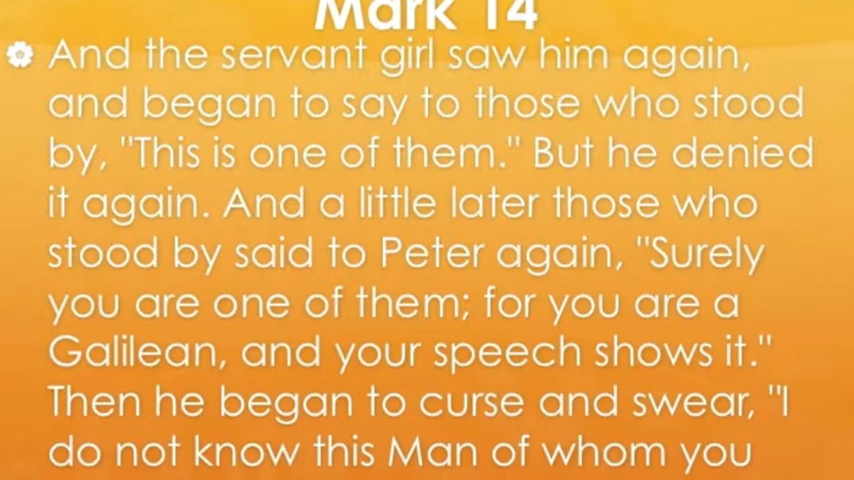 Mark 14
And the servant girl saw him again,
and began to say to those who stood
by, "This is one of them." But he denied
it again. And a little later those who
stood by said to Peter again, "Surely
you are one of them; for you are a
Galilean, and your speech shows it."
Then he began to curse and swear, "I
do not know this Man of whom you